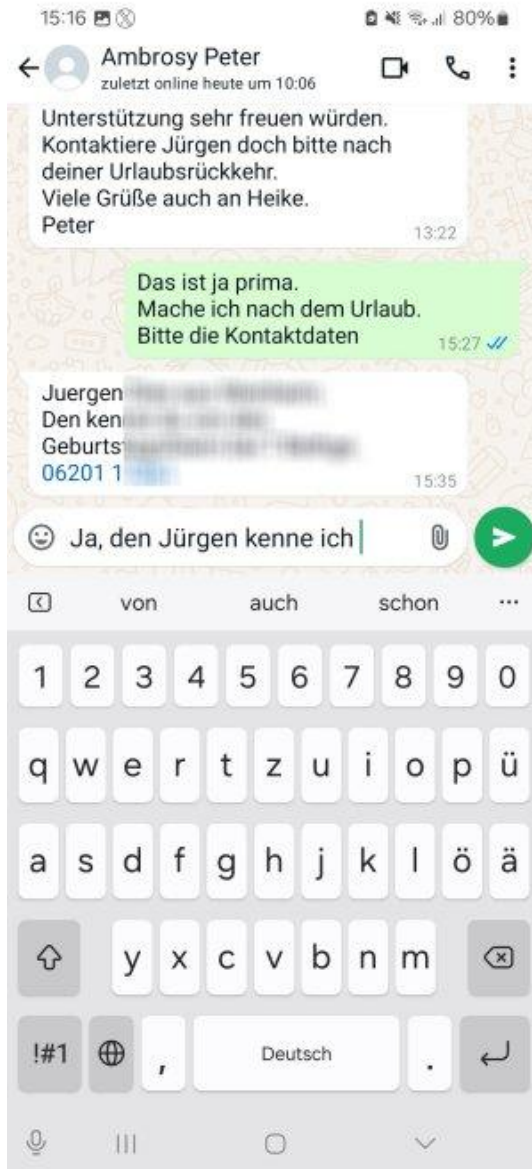 15:16
80%
Ambrosy Peter
zuletzt online heute um 10:06
Unterstützung sehr freuen würden.
Kontaktiere Jürgen doch bitte nach
deiner Urlaubsrückkehr.
Viele Grüße auch an Heike.
Peter
13:22
Das ist ja prima.
Mache ich nach dem Urlaub.
Bitte die Kontaktdaten
15:27
Juergen
Den
06201 1
15:35
Ja, den Jürgen kenne ich
von auch schon ...
1 2 3 4 5 6 7 8 9 0
q w e r t z u i o p ü
a s d f g h j k l ö ä
y x c v b n m
!#1 , Deutsch .